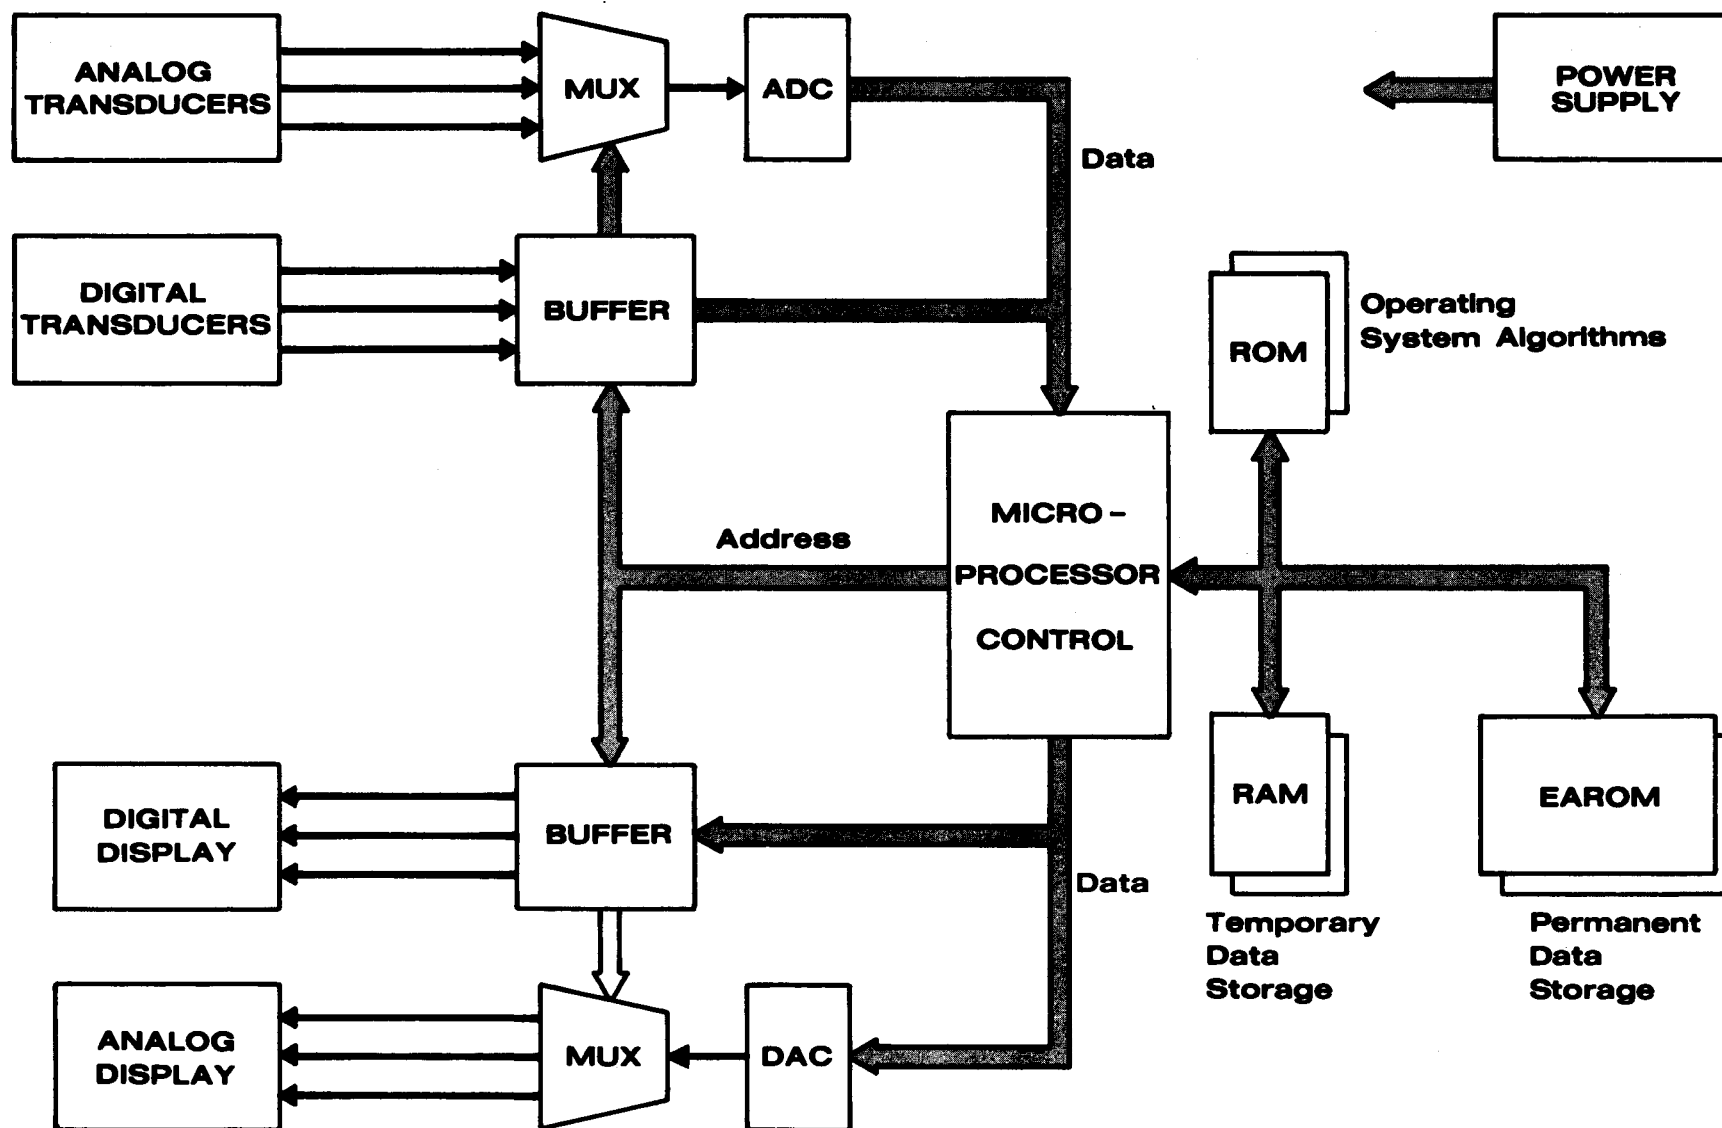 ANALOG
TRANSDUCERS
MUX
ADC
POWER
SUPPLY
Data
DIGITAL
TRANSDUCERS
BUFFER
ROM
Operating
System Algorithms
Address
MICRO -
PROCESSOR
CONTROL
DIGITAL
DISPLAY
BUFFER
RAM
EAROM
Data
Temporary
Data
Storage
Permanent
Data
Storage
ANALOG
DISPLAY
MUX
DAC